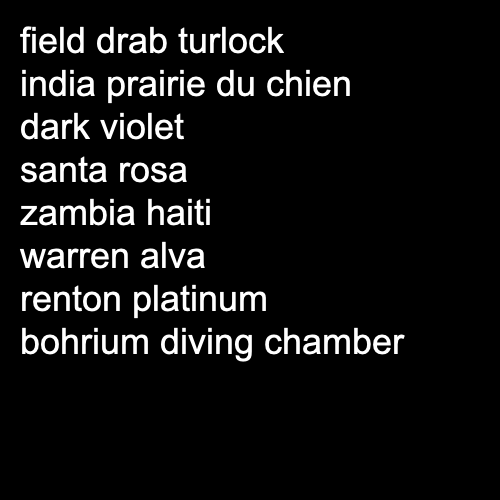 field drab turlock
india prairie du chien
dark violet
santa rosa
zambia haiti
warren alva
renton platinum
bohrium diving chamber